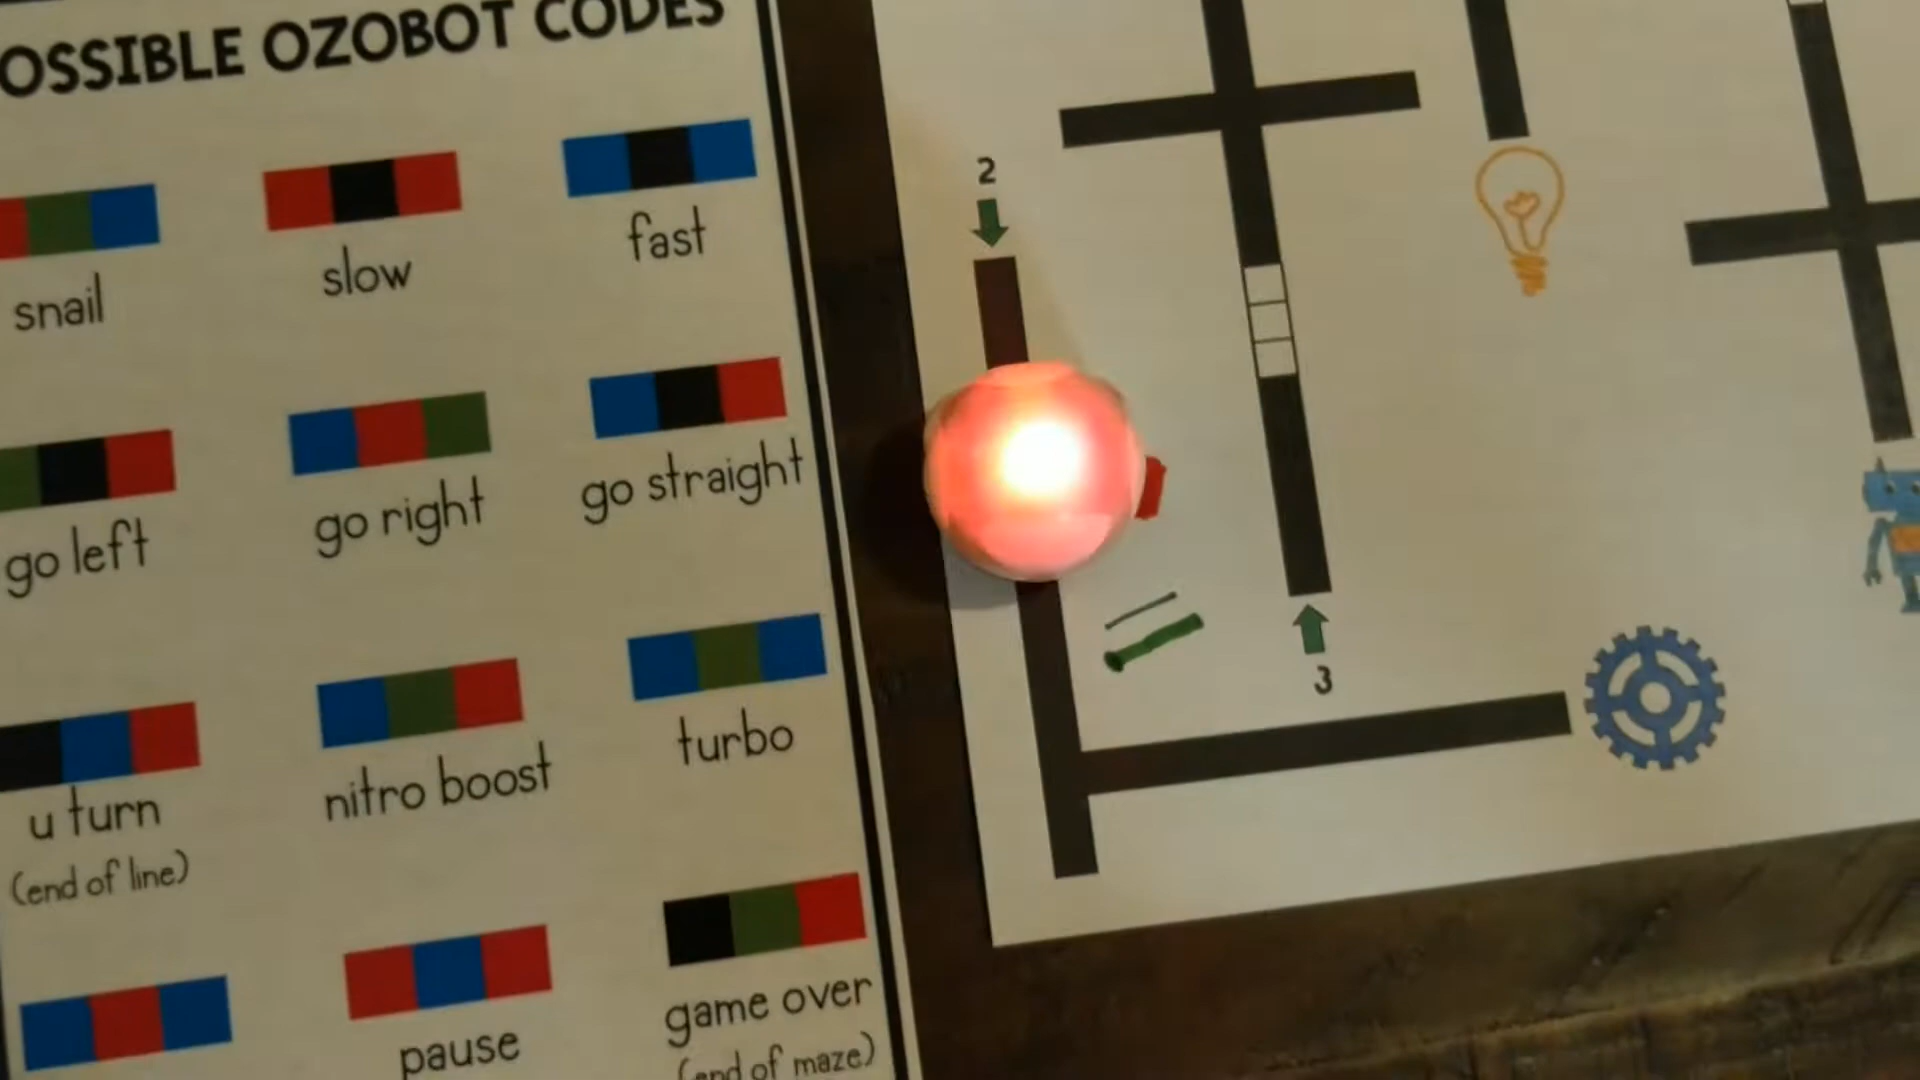 OSSIBLE OZOBOT CODES
snail
slow
fast
go left
go right
go straight
u turn
(end of line)
nitro boost
turbo
pause
game over
(end of maze)
2
3